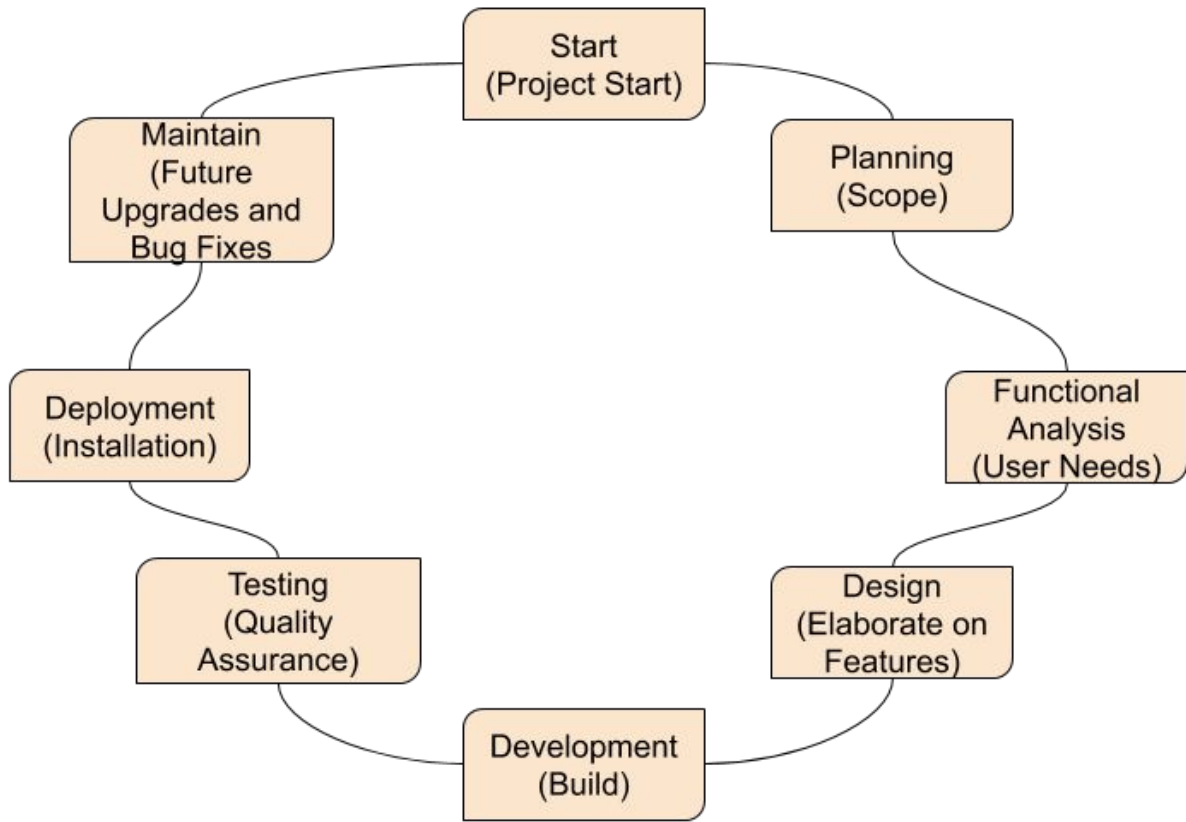 Start
(Project Start)
Planning
(Scope)
Functional
Analysis
(User Needs)
Design
(Elaborate on
Features)
Development
(Build)
Testing
(Quality
Assurance)
Deployment
(Installation)
Maintain
(Future
Upgrades and
Bug Fixes